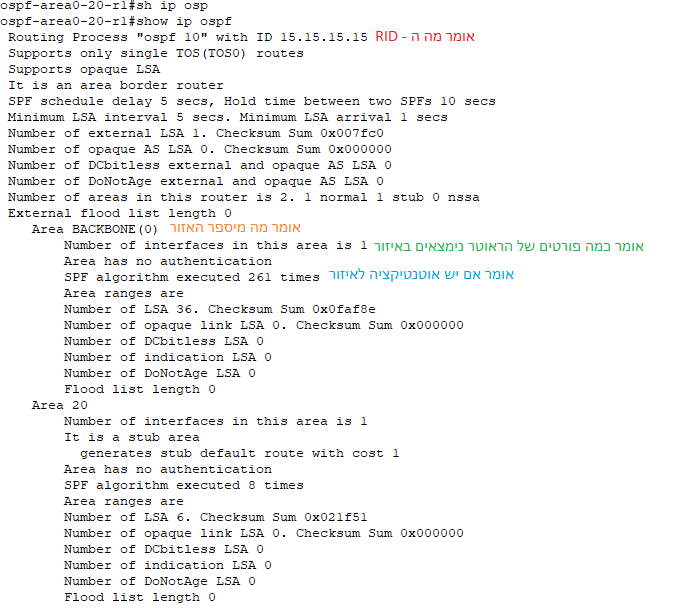 ospf-area0-20-r1#sh ip osp
ospf-area0-20-r1#show ip ospf
Routing Process "ospf 10" with ID 15.15.15.15 אומר מה ה - RID
Supports only single TOS(TOS0) routes
Supports opaque LSA
It is an area border router
SPF schedule delay 5 secs, Hold time between two SPFs 10 secs
Minimum LSA interval 5 secs. Minimum LSA arrival 1 secs
Number of external LSA 1. Checksum Sum 0x007fc0
Number of opaque AS LSA 0. Checksum Sum 0x000000
Number of DCbitless external and opaque AS LSA 0
Number of DoNotAge external and opaque AS LSA 0
Number of areas in this router is 2. 1 normal 1 stub 0 nssa
External flood list length 0
Area BACKBONE(0) אומר מה מיספר האזור
Number of interfaces in this area is 1 אומר כמה פורטים של הראוטר נימצאים באיזור
Area has no authentication
SPF algorithm executed 261 times אומר אם יש אוטנטיקציה לאיזור
Area ranges are
Number of LSA 36. Checksum Sum 0x0faf8e
Number of opaque link LSA 0. Checksum Sum 0x000000
Number of DCbitless LSA 0
Number of indication LSA 0
Number of DoNotAge LSA 0
Flood list length 0
Area 20
Number of interfaces in this area is 1
It is a stub area
generates stub default route with cost 1
Area has no authentication
SPF algorithm executed 8 times
Area ranges are
Number of LSA 6. Checksum Sum 0x021f51
Number of opaque link LSA 0. Checksum Sum 0x000000
Number of DCbitless LSA 0
Number of indication LSA 0
Number of DoNotAge LSA 0
Flood list length 0